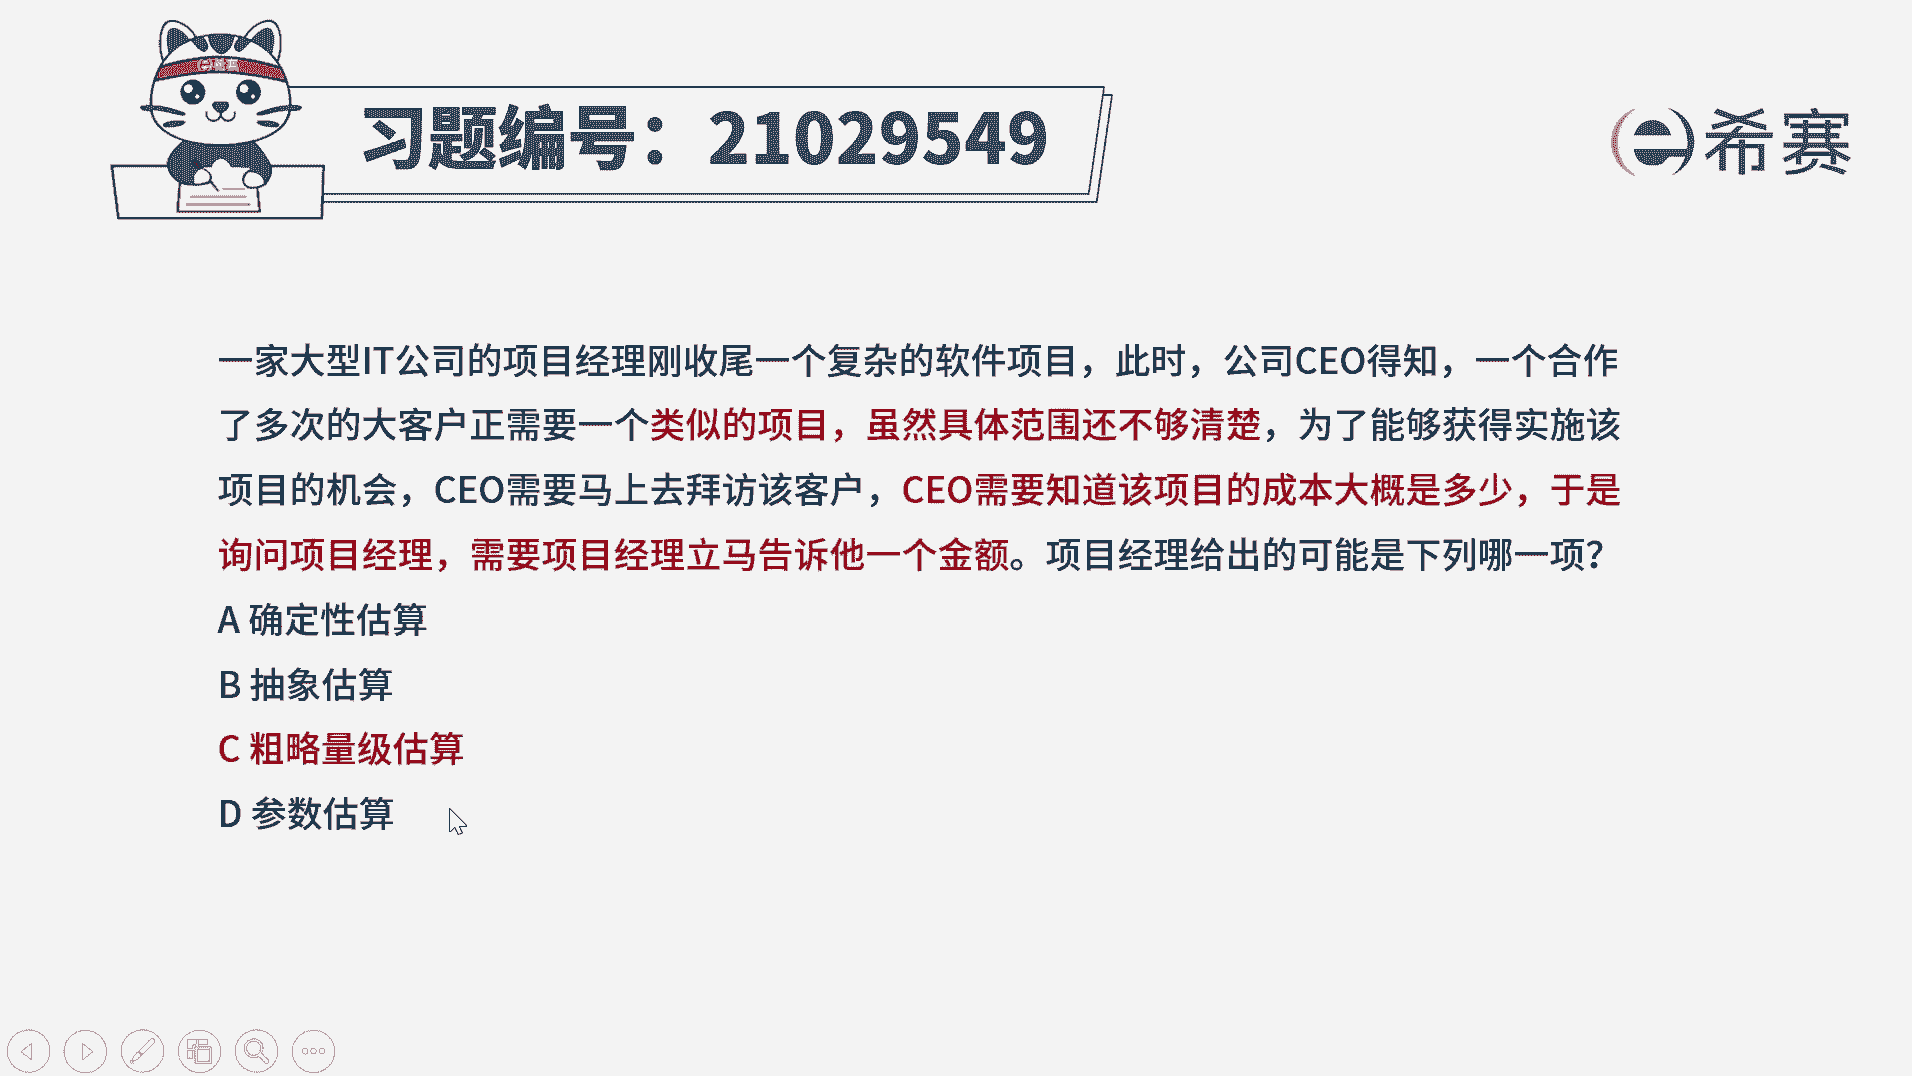 习题编号：21029549
希赛
一家大型IT公司的项目经理刚收尾一个复杂的软件项目，此时，公司CEO得知，一个合作
了多次的大客户正需要一个类似的项目，虽然具体范围还不够清楚，为了能够获得实施该
项目的机会，CEO需要马上去拜访该客户，CEO需要知道该项目的成本大概是多少，于是
询问项目经理，需要项目经理立马告诉他一个金额。项目经理给出的可能是下列哪一项？
A 确定性估算
B 抽象估算
C 粗略量级估算
D 参数估算